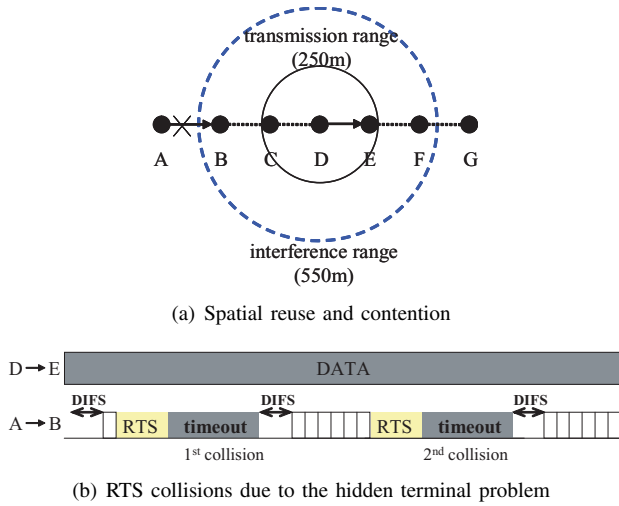 transmission range
(250m)
A B C D E F G
interference range
(550m)
(a) Spatial reuse and contention
D → E DATA
DIFS DIFS DIFS
A → B RTS timeout RTS timeout
1st collision 2nd collision
(b) RTS collisions due to the hidden terminal problem